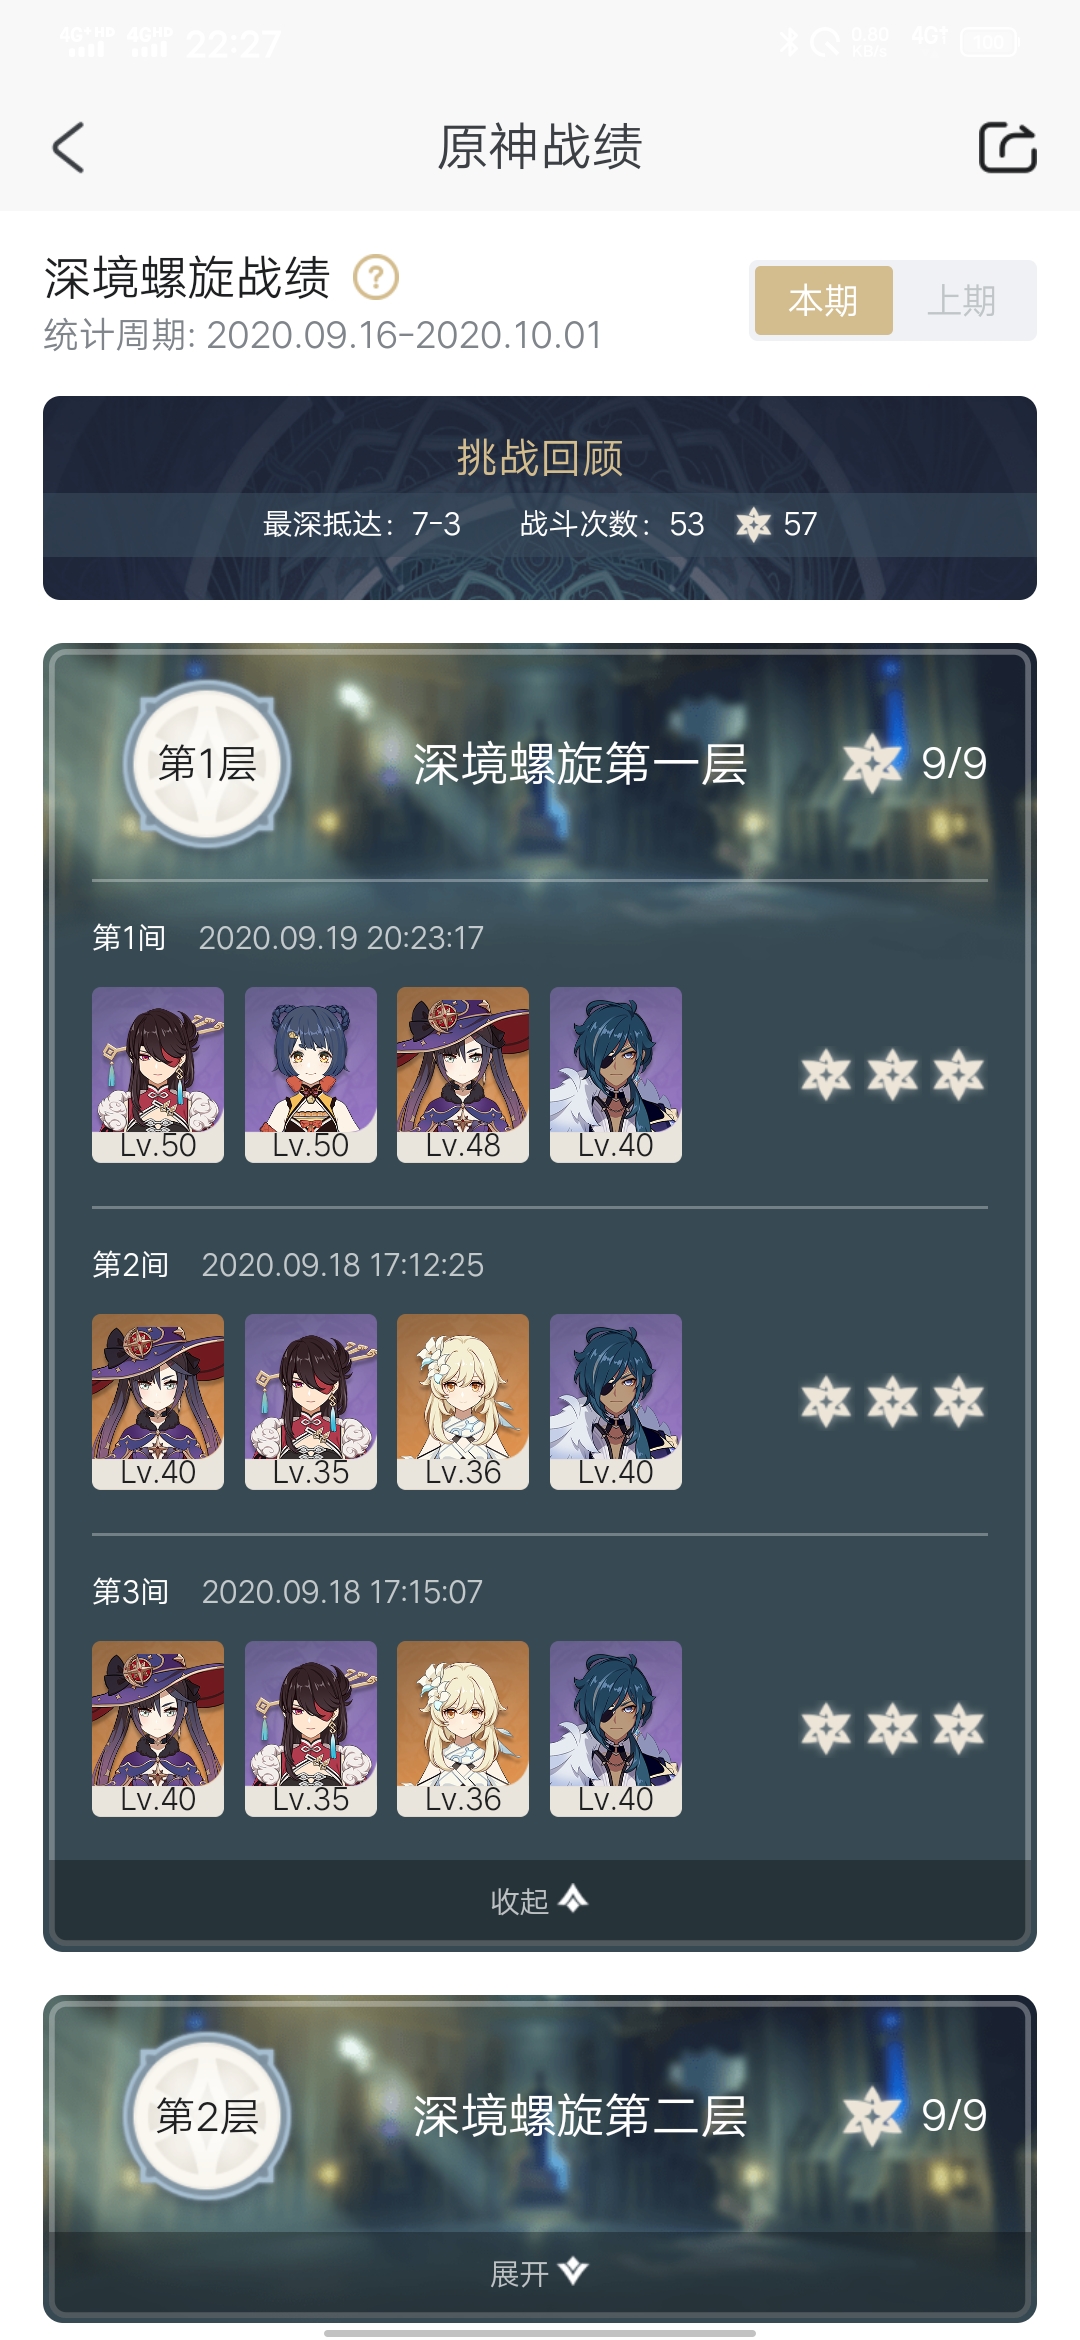 4G+HD 4GHD 22:27 0.80 KB/s 4G↑ 100
原神战绩
深境螺旋战绩 ?
统计周期: 2020.09.16-2020.10.01
本期 上期
挑战回顾
最深抵达: 7-3 战斗次数: 53 57
第1层 深境螺旋第一层 9/9
第1间 2020.09.19 20:23:17
Lv.50 Lv.50 Lv.48 Lv.40
第2间 2020.09.18 17:12:25
Lv.40 Lv.35 Lv.36 Lv.40
第3间 2020.09.18 17:15:07
Lv.40 Lv.35 Lv.36 Lv.40
收起
第2层 深境螺旋第二层 9/9
展开